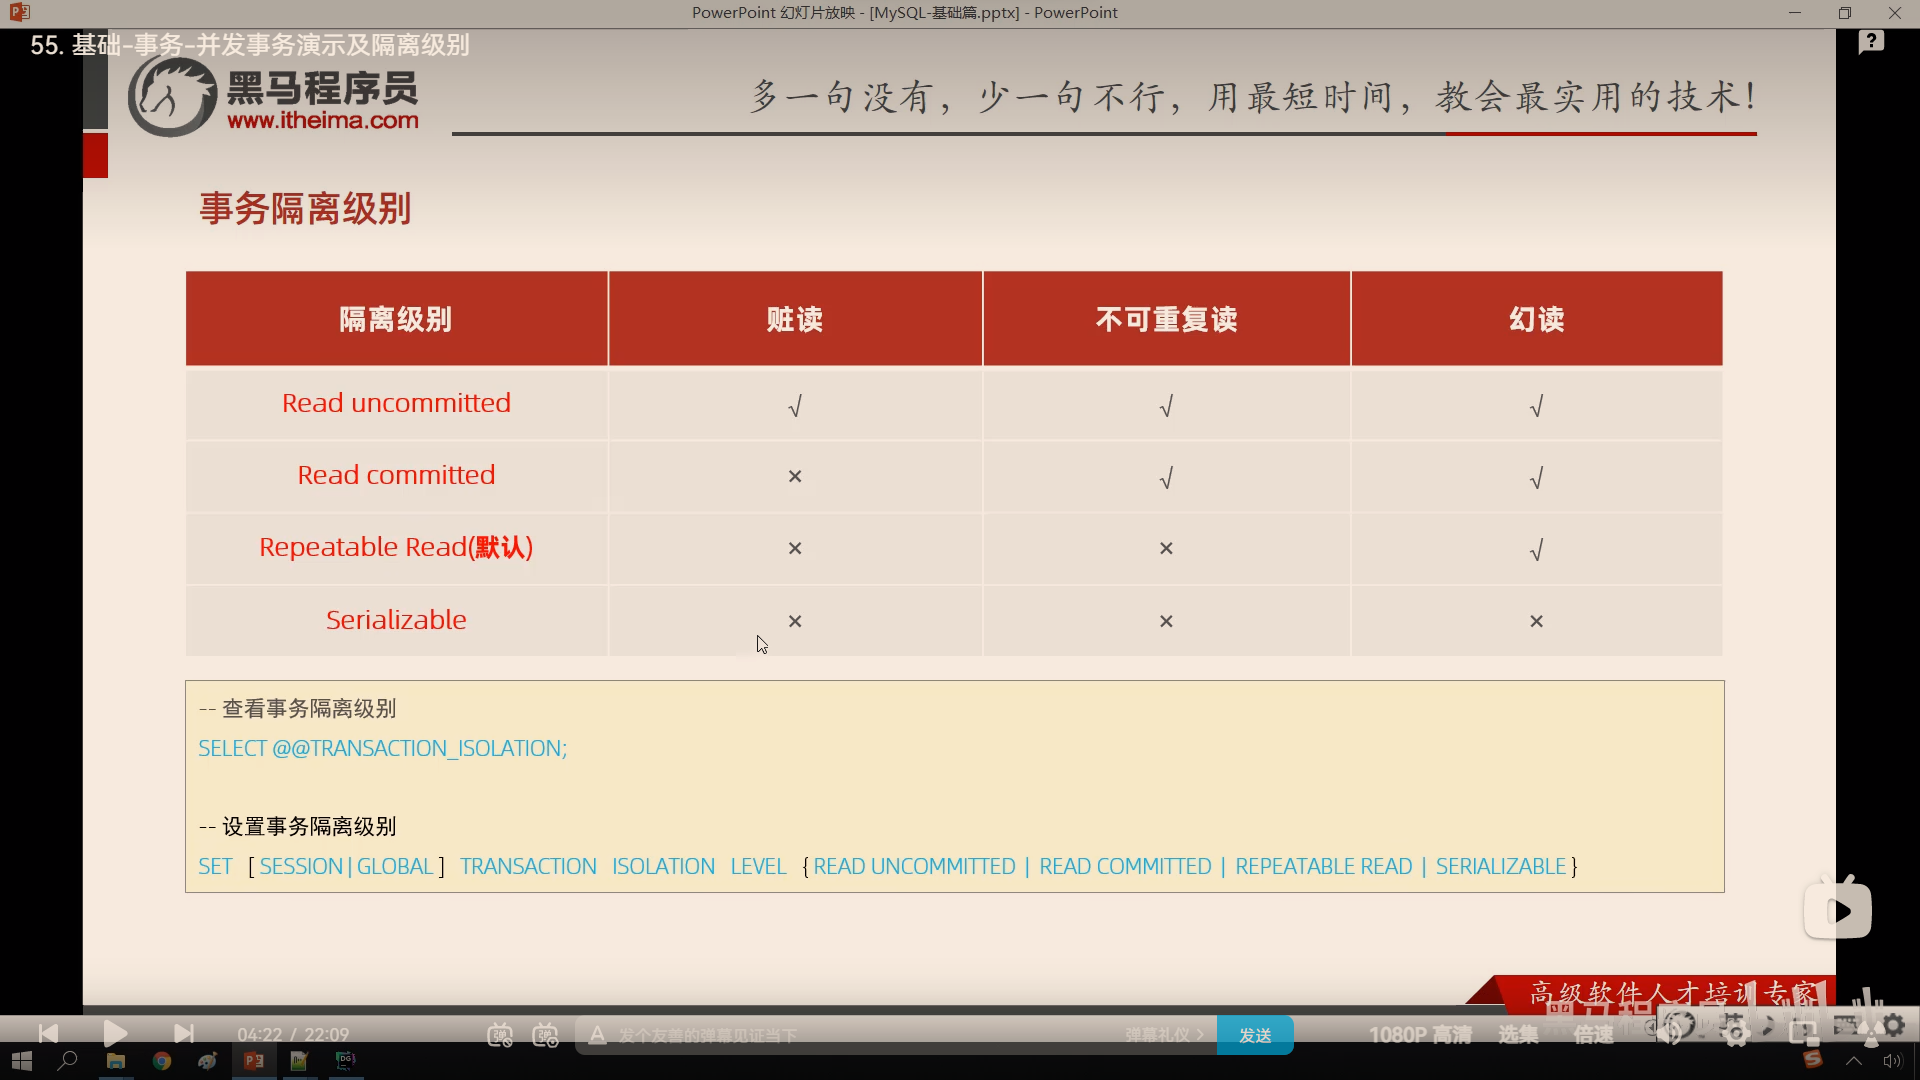 PowerPoint 幻灯片放映 - [MySQL-基础篇.pptx] - PowerPoint
55. 基础-事务-并发事务演示及隔离级别
黑马程序员
www.itheima.com
多一句没有，少一句不行，用最短时间，教会最实用的技术！
事务隔离级别
隔离级别 脏读 不可重复读 幻读
Read uncommitted √ √ √
Read committed × √ √
Repeatable Read(默认) × × √
Serializable × × ×
-- 查看事务隔离级别
SELECT @@TRANSACTION_ISOLATION;
-- 设置事务隔离级别
SET [ SESSION | GLOBAL ] TRANSACTION ISOLATION LEVEL { READ UNCOMMITTED | READ COMMITTED | REPEATABLE READ | SERIALIZABLE }
高级软件人才培训专家
04:22 / 22:09 发个友善的弹幕见证当下 弹幕礼仪 > 发送 1080P 高清 选集 倍速